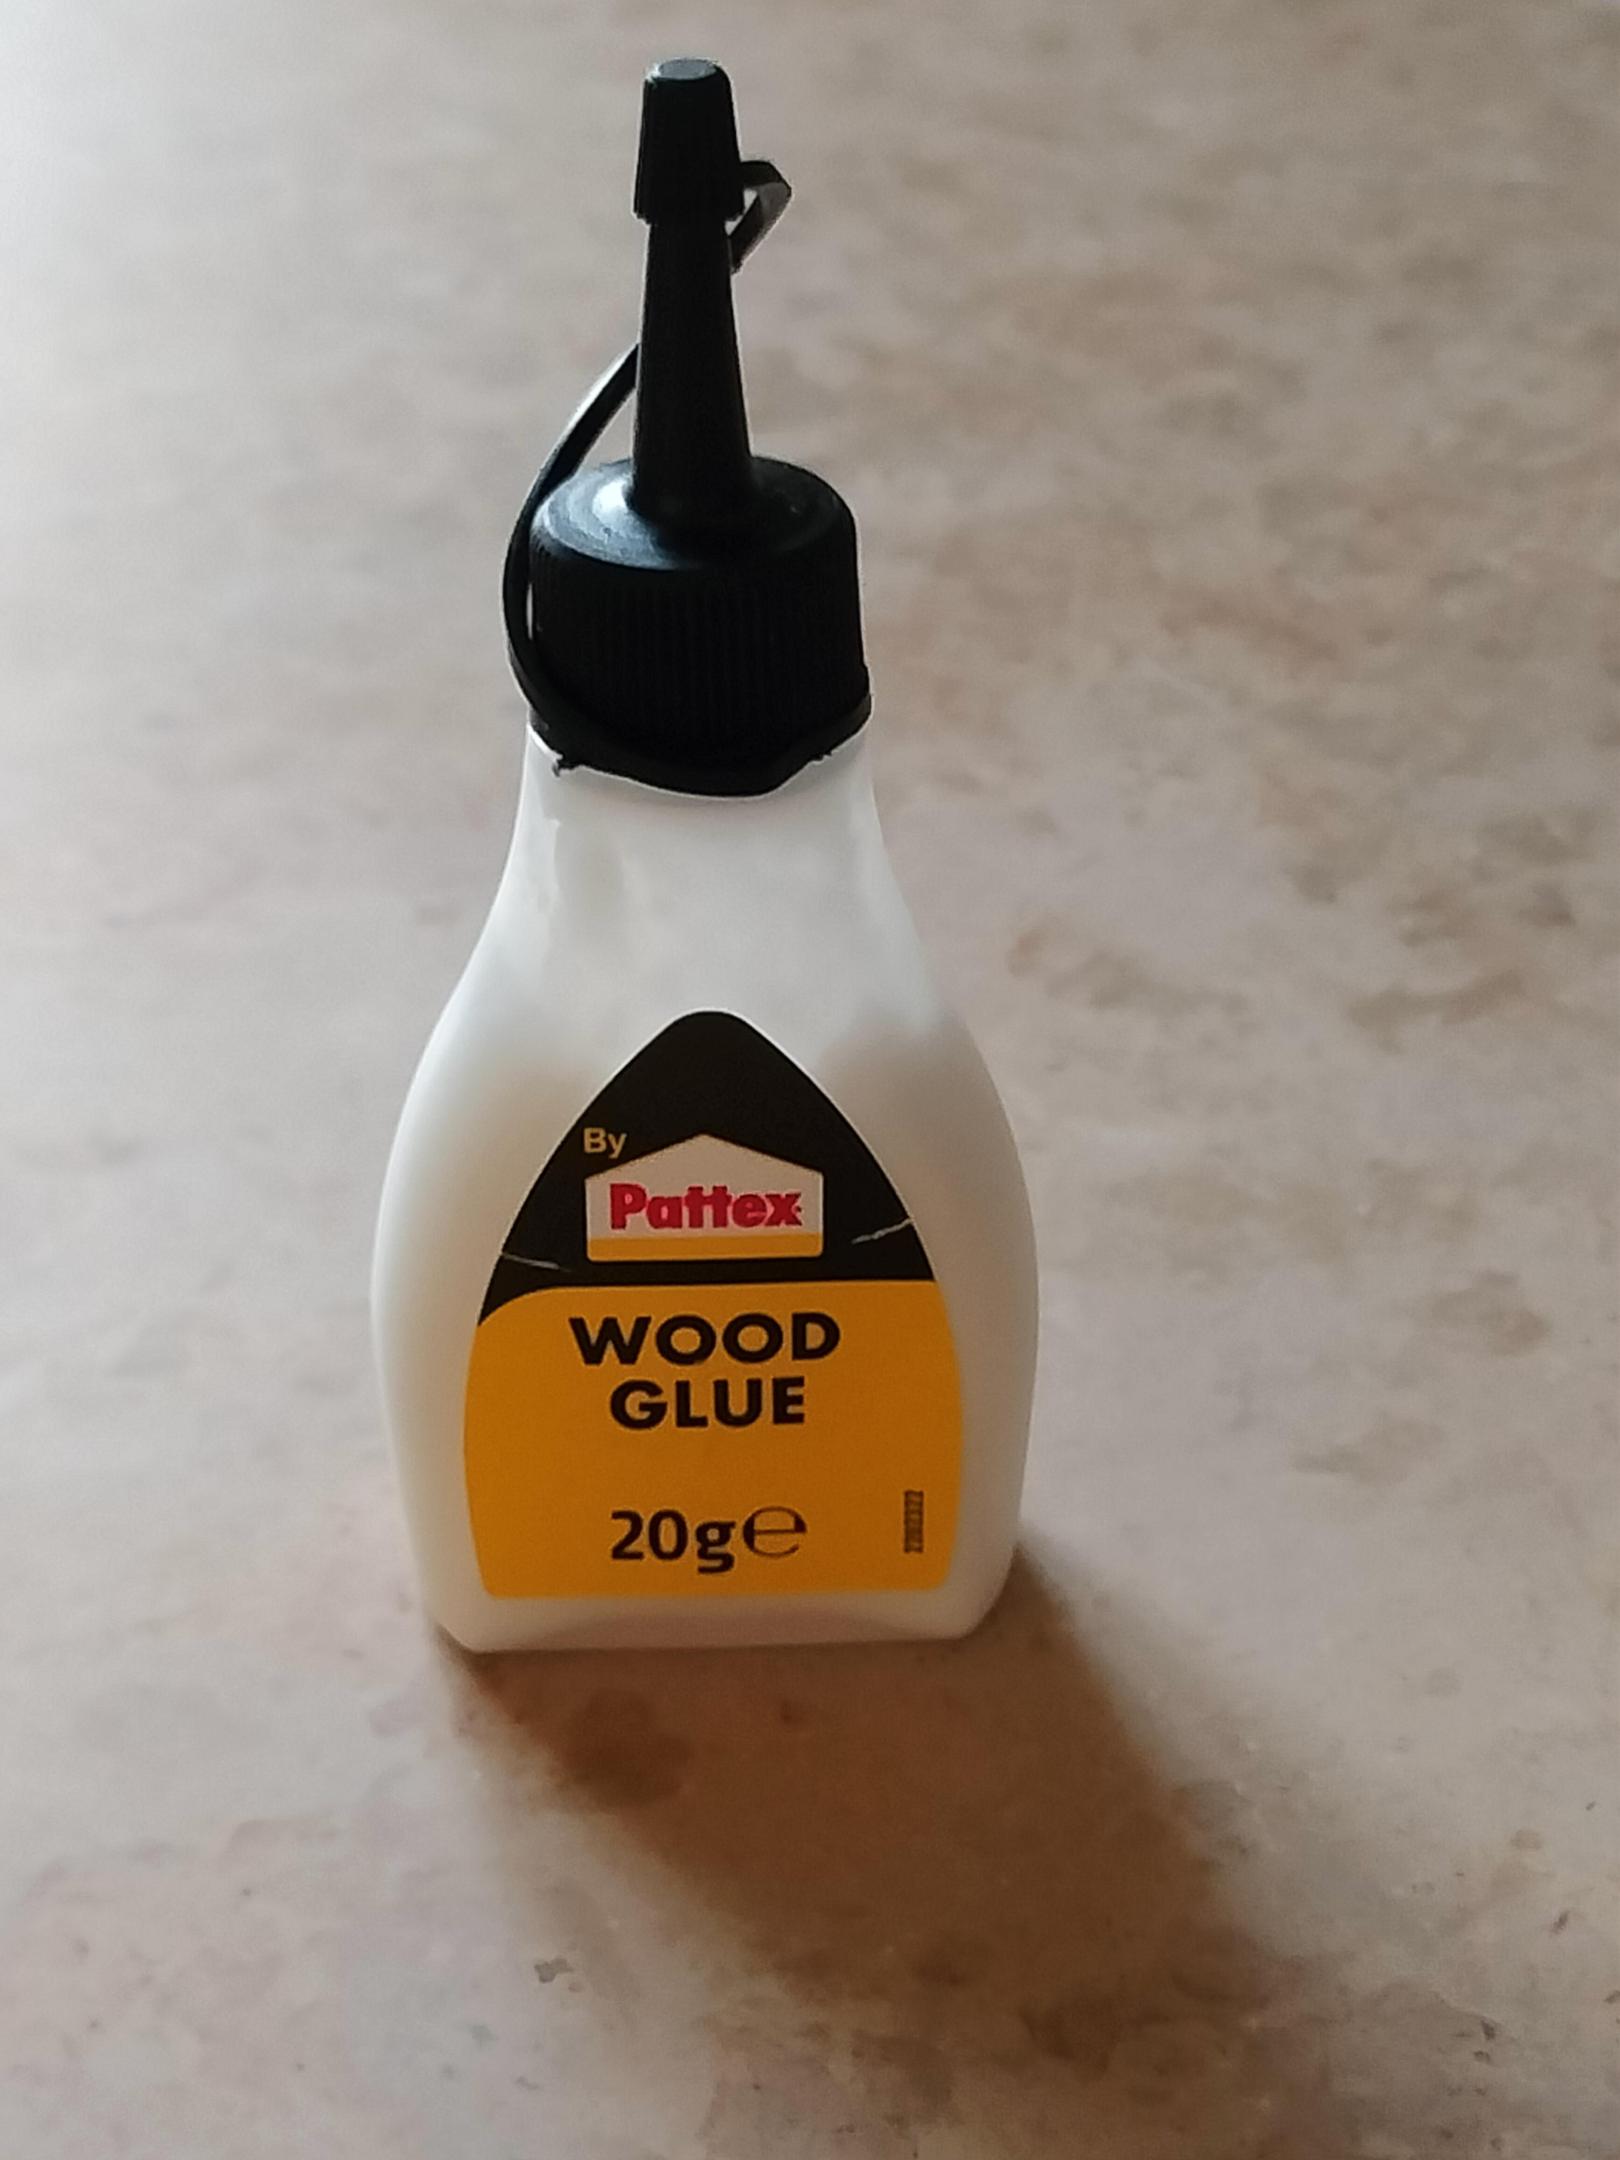 By
Pattex
WOOD
GLUE
20g℮